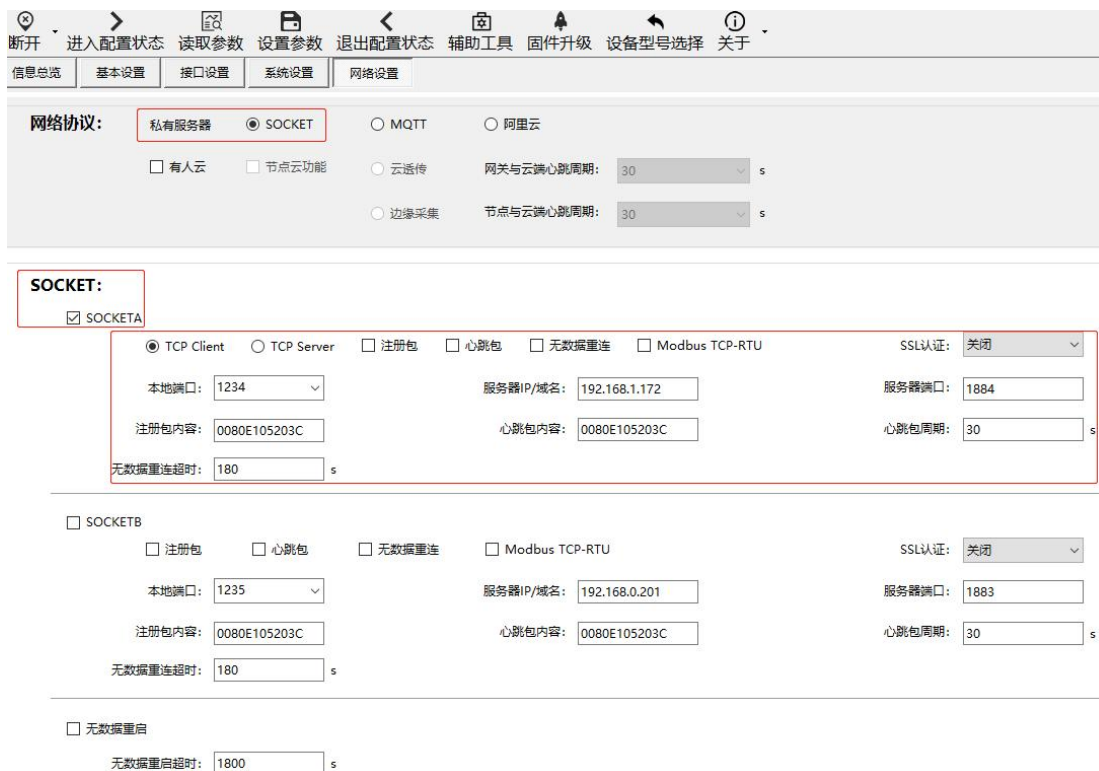 断开 进入配置状态 读取参数 设置参数 退出配置状态 辅助工具 固件升级 设备型号选择 关于
信息总览 基本设置 接口设置 系统设置 网络设置
网络协议： 私有服务器 SOCKET MQTT 阿里云
有人云 节点云功能 云透传 网关与云端心跳周期： 30 s
边缘采集 节点与云端心跳周期： 30 s
SOCKET：
SOCKETA
TCP Client TCP Server 注册包 心跳包 无数据重连 Modbus TCP-RTU SSL认证： 关闭
本地端口： 1234 服务器IP/域名： 192.168.1.172 服务器端口： 1884
注册包内容： 0080E105203C 心跳包内容： 0080E105203C 心跳包周期： 30 s
无数据重连超时： 180 s
SOCKETB
注册包 心跳包 无数据重连 Modbus TCP-RTU SSL认证： 关闭
本地端口： 1235 服务器IP/域名： 192.168.0.201 服务器端口： 1883
注册包内容： 0080E105203C 心跳包内容： 0080E105203C 心跳包周期： 30 s
无数据重连超时： 180 s
无数据重启
无数据重启超时： 1800 s